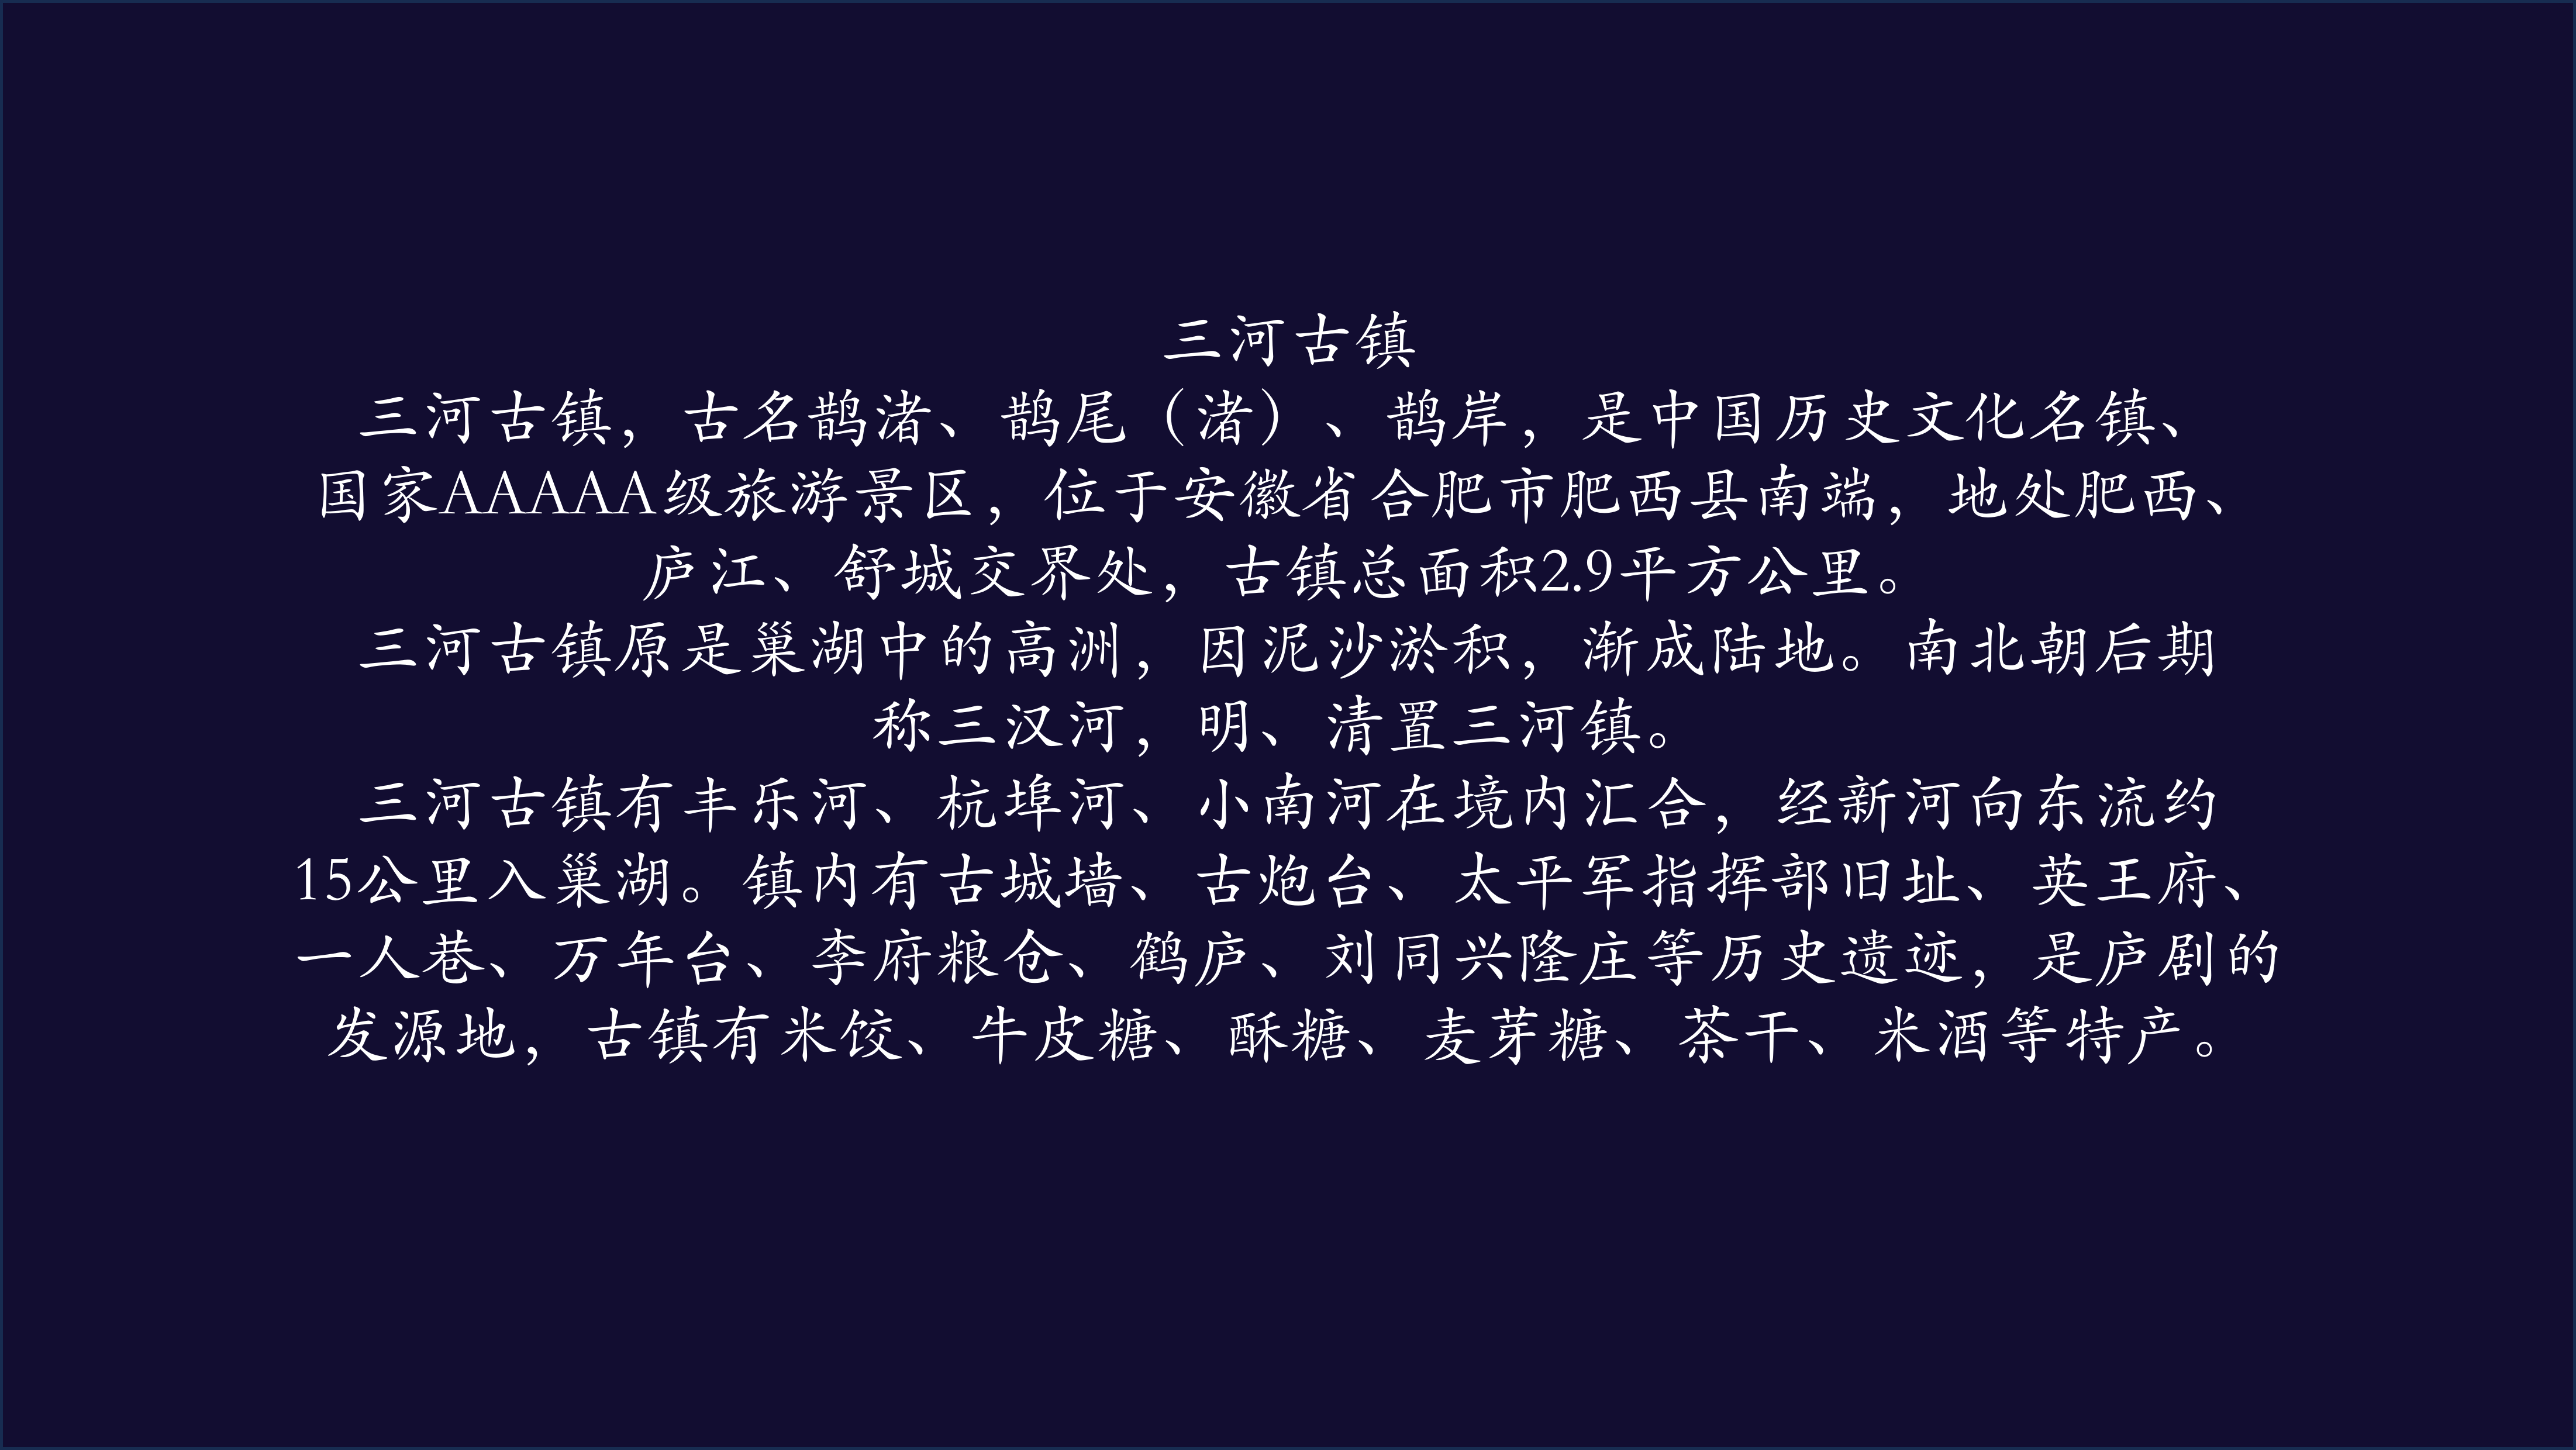 三河古镇
三河古镇，古名鹊渚、鹊尾（渚）、鹊岸，是中国历史文化名镇、
国家AAAAA级旅游景区，位于安徽省合肥市肥西县南端，地处肥西、
庐江、舒城交界处，古镇总面积2.9平方公里。
三河古镇原是巢湖中的高洲，因泥沙淤积，渐成陆地。南北朝后期
称三汉河，明、清置三河镇。
三河古镇有丰乐河、杭埠河、小南河在境内汇合，经新河向东流约
15公里入巢湖。镇内有古城墙、古炮台、太平军指挥部旧址、英王府、
一人巷、万年台、李府粮仓、鹤庐、刘同兴隆庄等历史遗迹，是庐剧的
发源地，古镇有米饺、牛皮糖、酥糖、麦芽糖、茶干、米酒等特产。